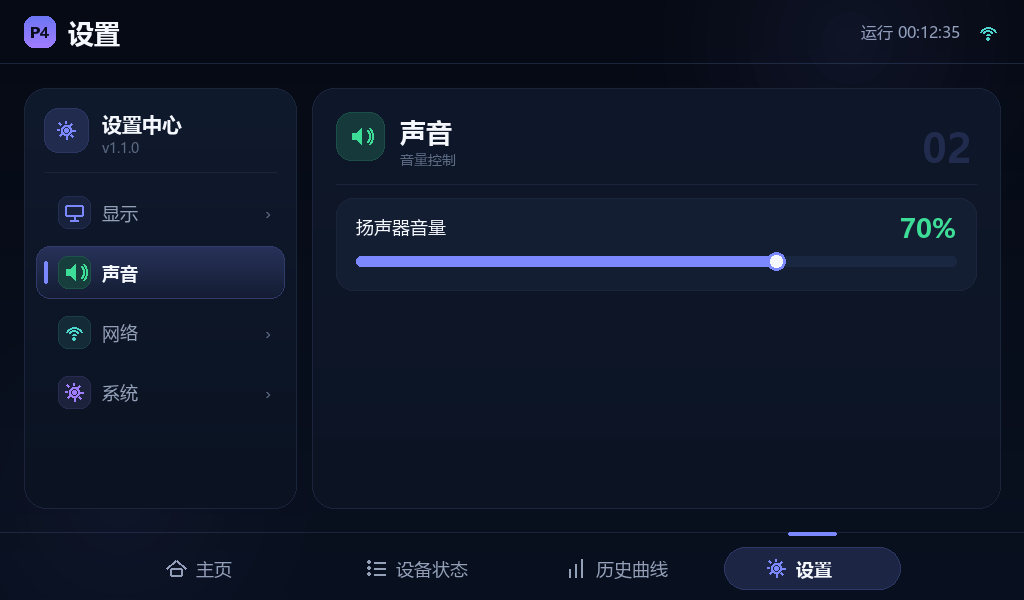 P4 设置
运行 00:12:35
设置中心
v1.1.0
显示
声音
网络
系统
声音
音量控制
02
扬声器音量
70%
主页
设备状态
历史曲线
设置